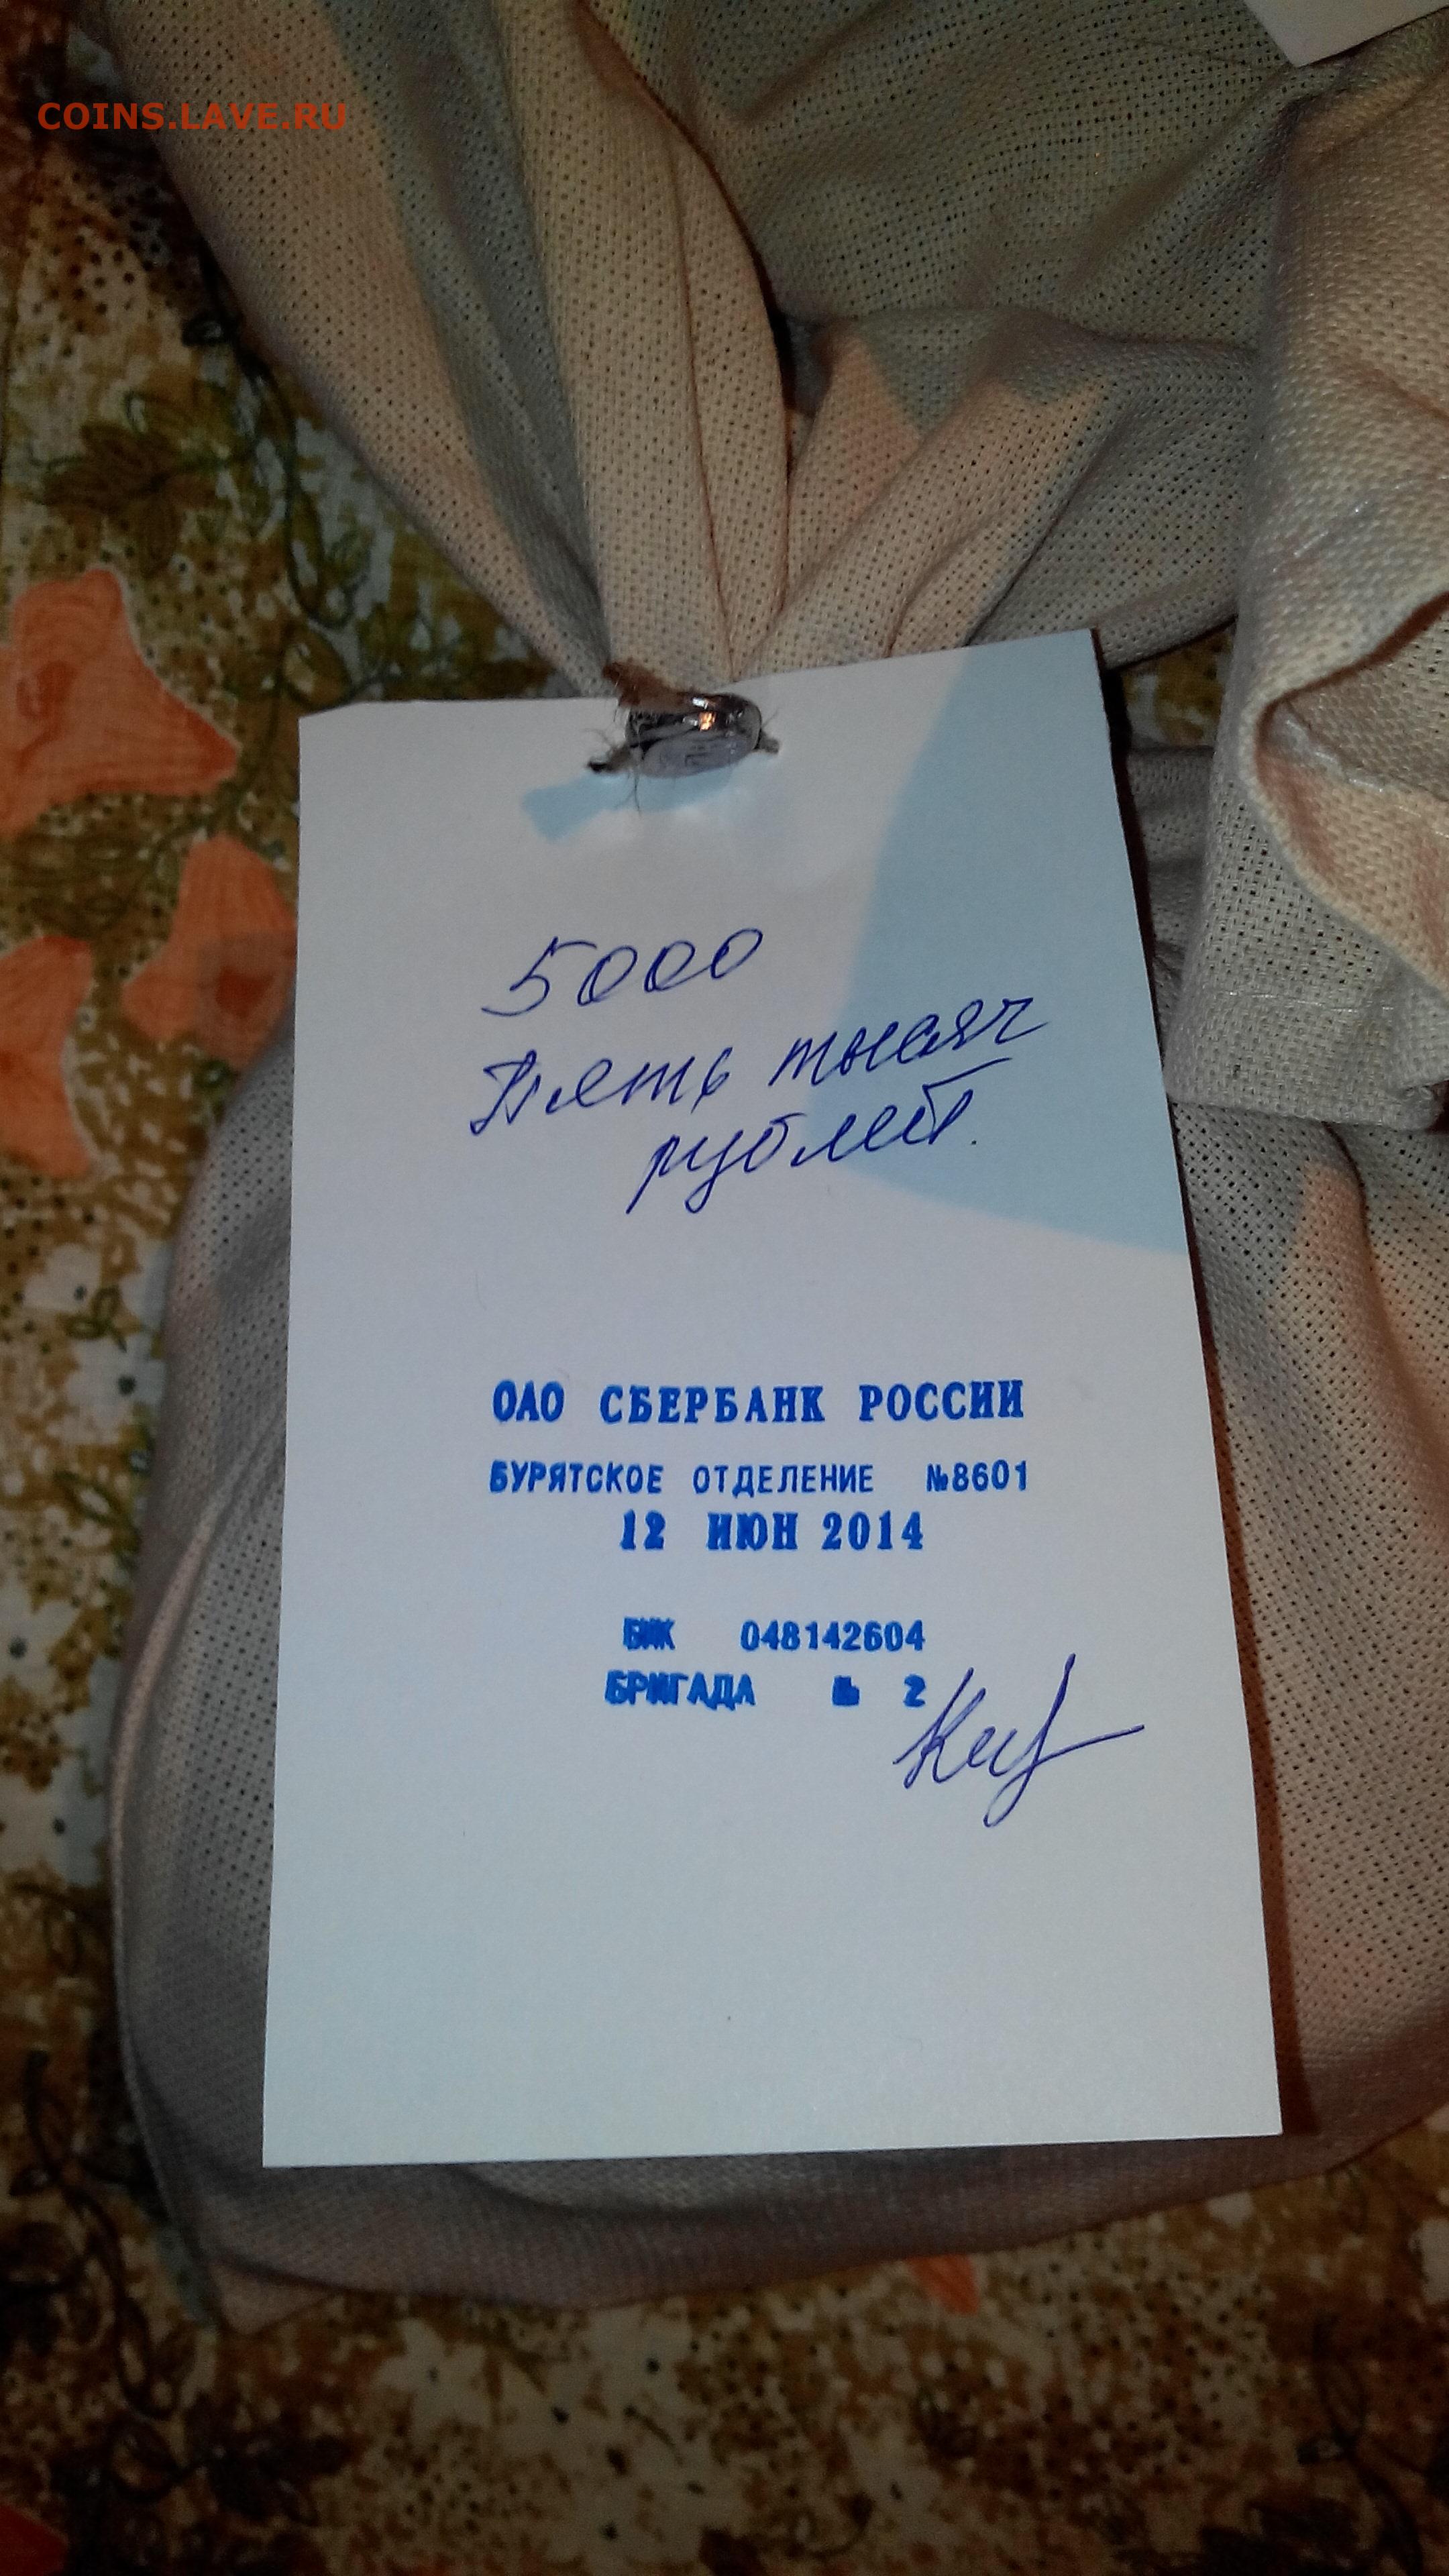 COINS.LAVE.RU
5000
Пять тысяч
рублей.
ОАО СБЕРБАНК РОССИИ
БУРЯТСКОЕ ОТДЕЛЕНИЕ №8601
12 ИЮН 2014
БИК 048142604
БРИГАДА № 2